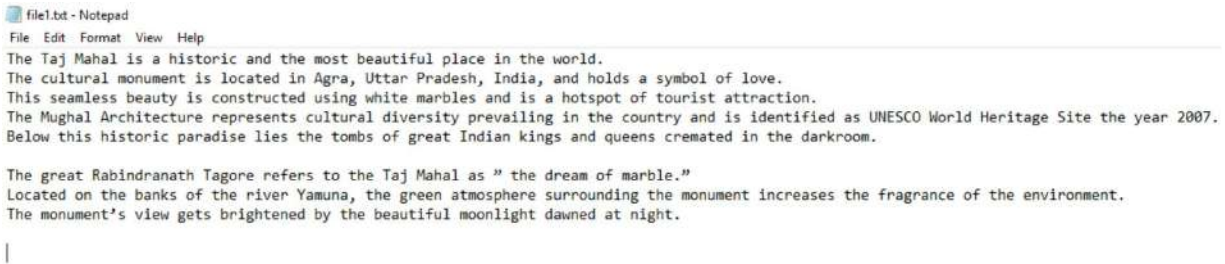 file1.txt - Notepad
File Edit Format View Help
The Taj Mahal is a historic and the most beautiful place in the world.
The cultural monument is located in Agra, Uttar Pradesh, India, and holds a symbol of love.
This seamless beauty is constructed using white marbles and is a hotspot of tourist attraction.
The Mughal Architecture represents cultural diversity prevailing in the country and is identified as UNESCO World Heritage Site the year 2007.
Below this historic paradise lies the tombs of great Indian kings and queens cremated in the darkroom.

The great Rabindranath Tagore refers to the Taj Mahal as ” the dream of marble.”
Located on the banks of the river Yamuna, the green atmosphere surrounding the monument increases the fragrance of the environment.
The monument’s view gets brightened by the beautiful moonlight dawned at night.